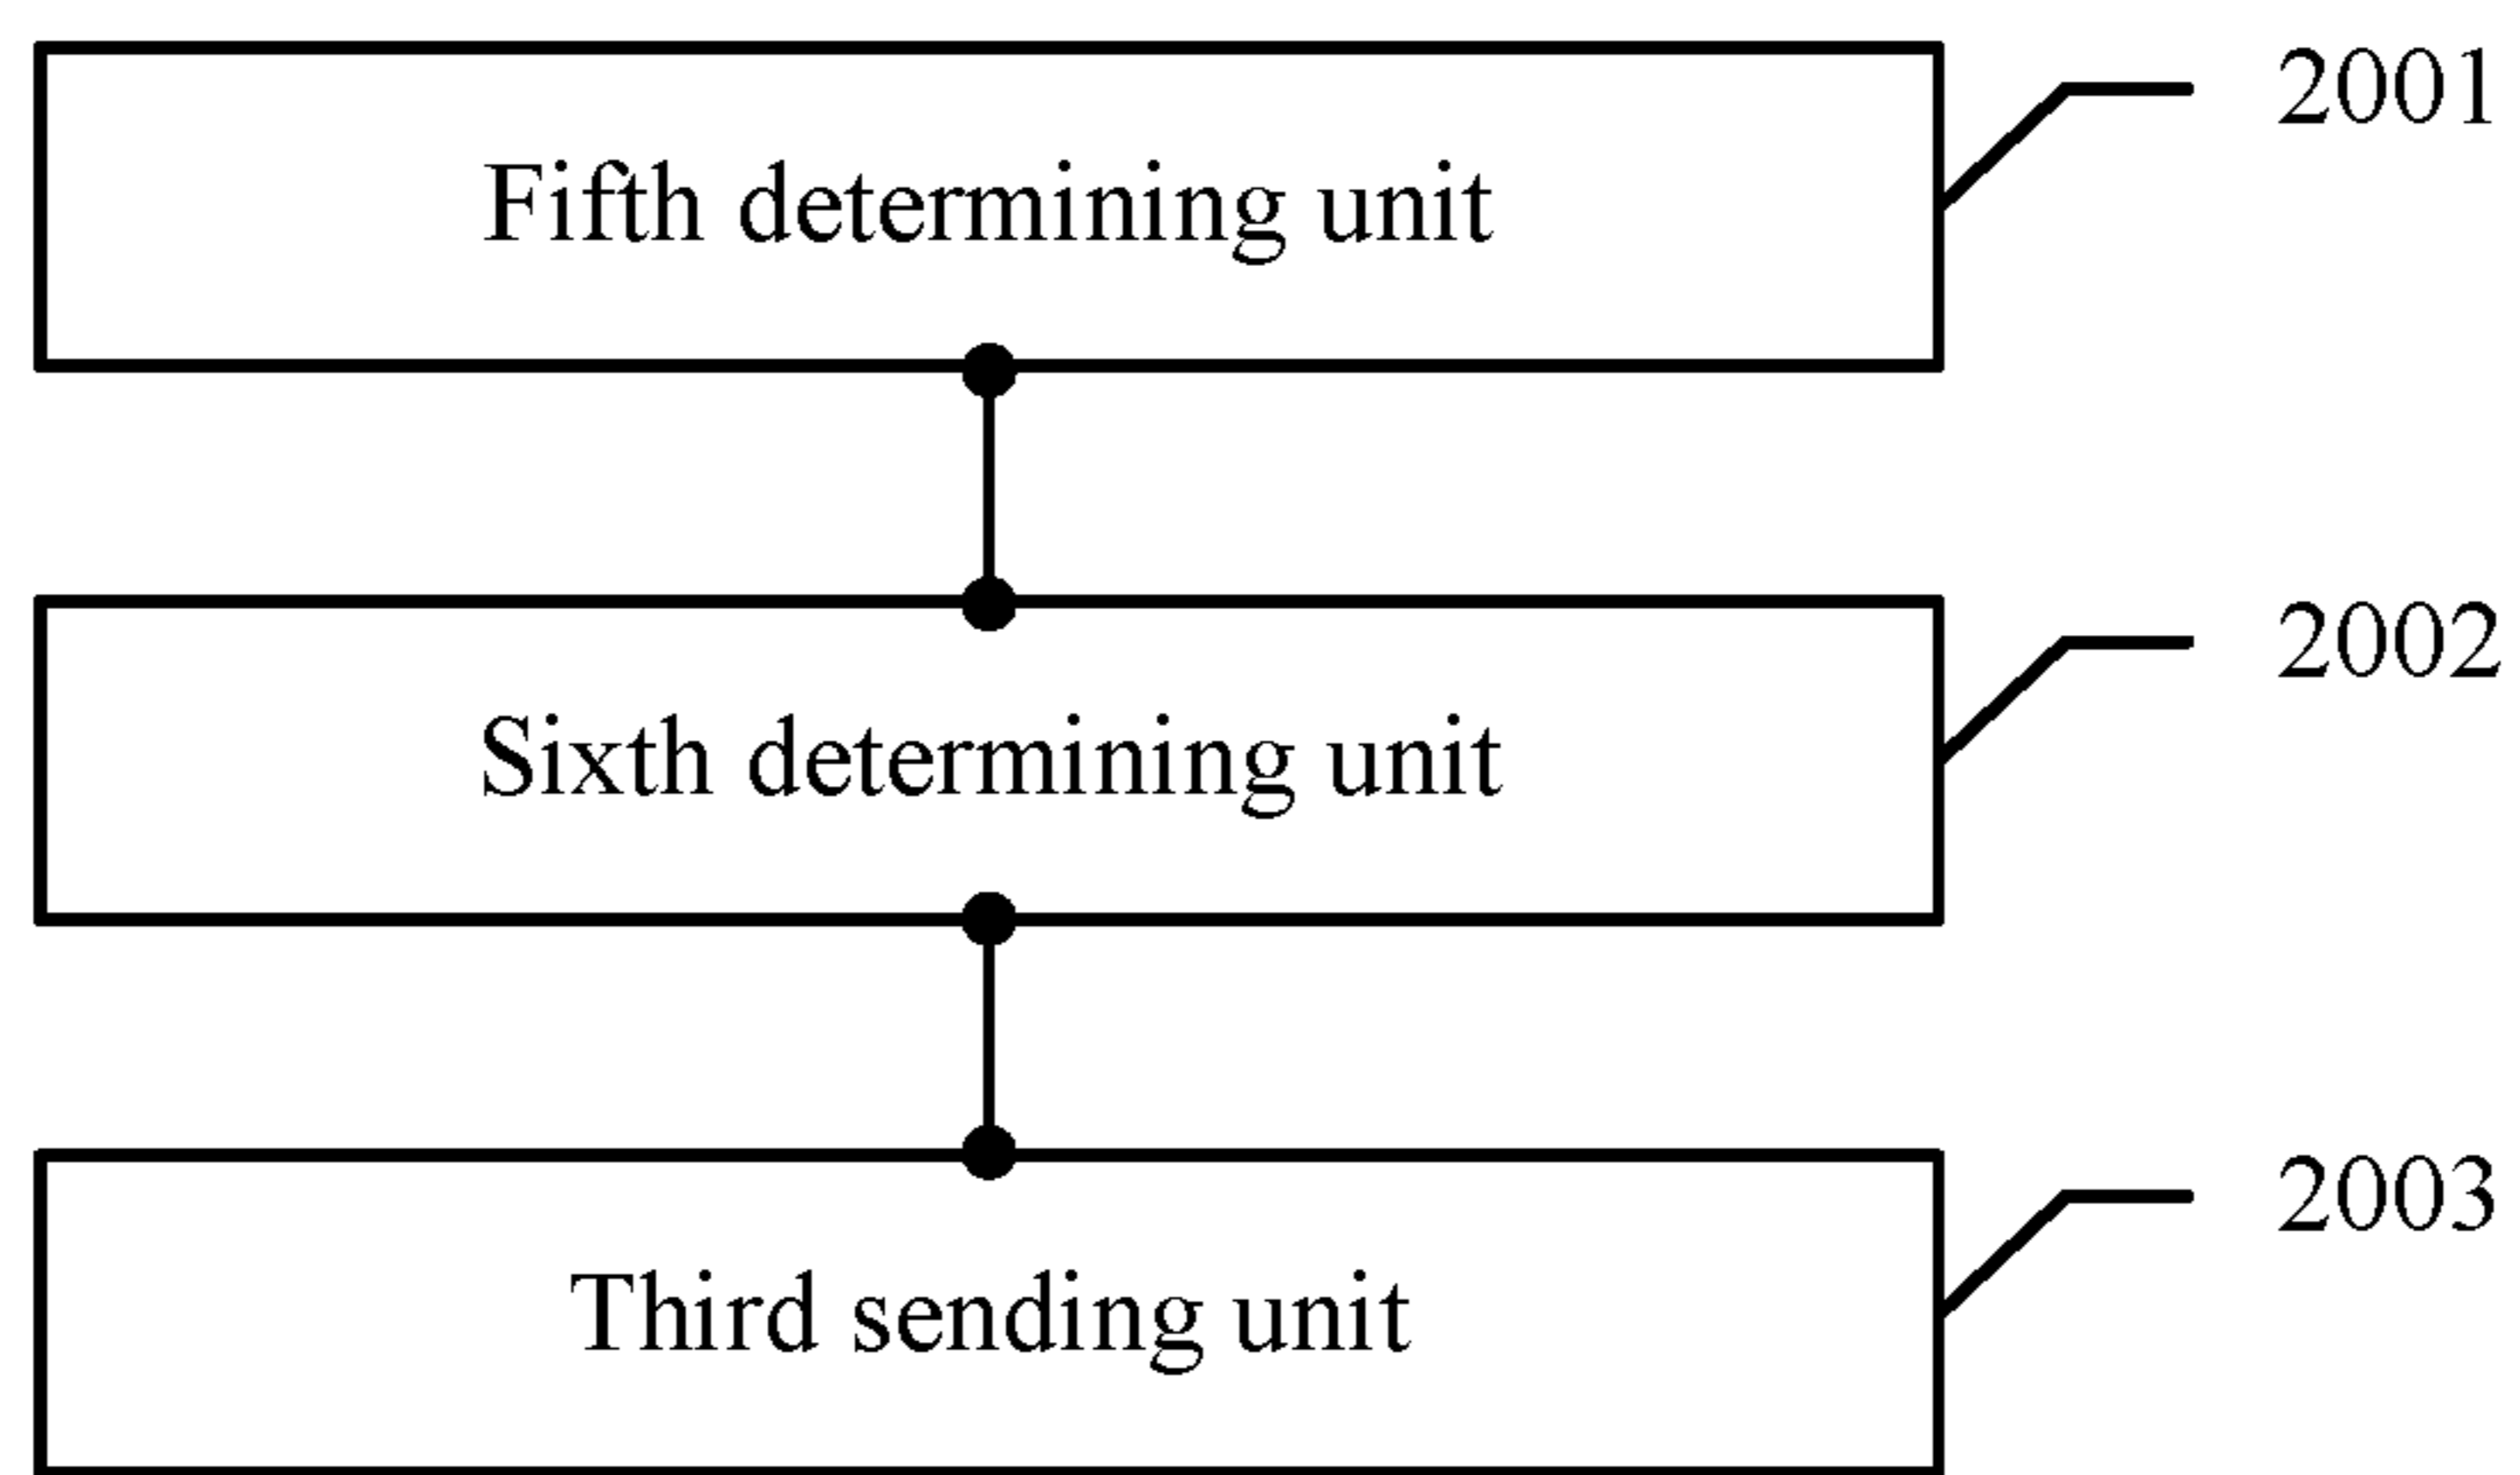 2001
Fifth determining unit
2002
Sixth determining unit
2003
Third sending unit